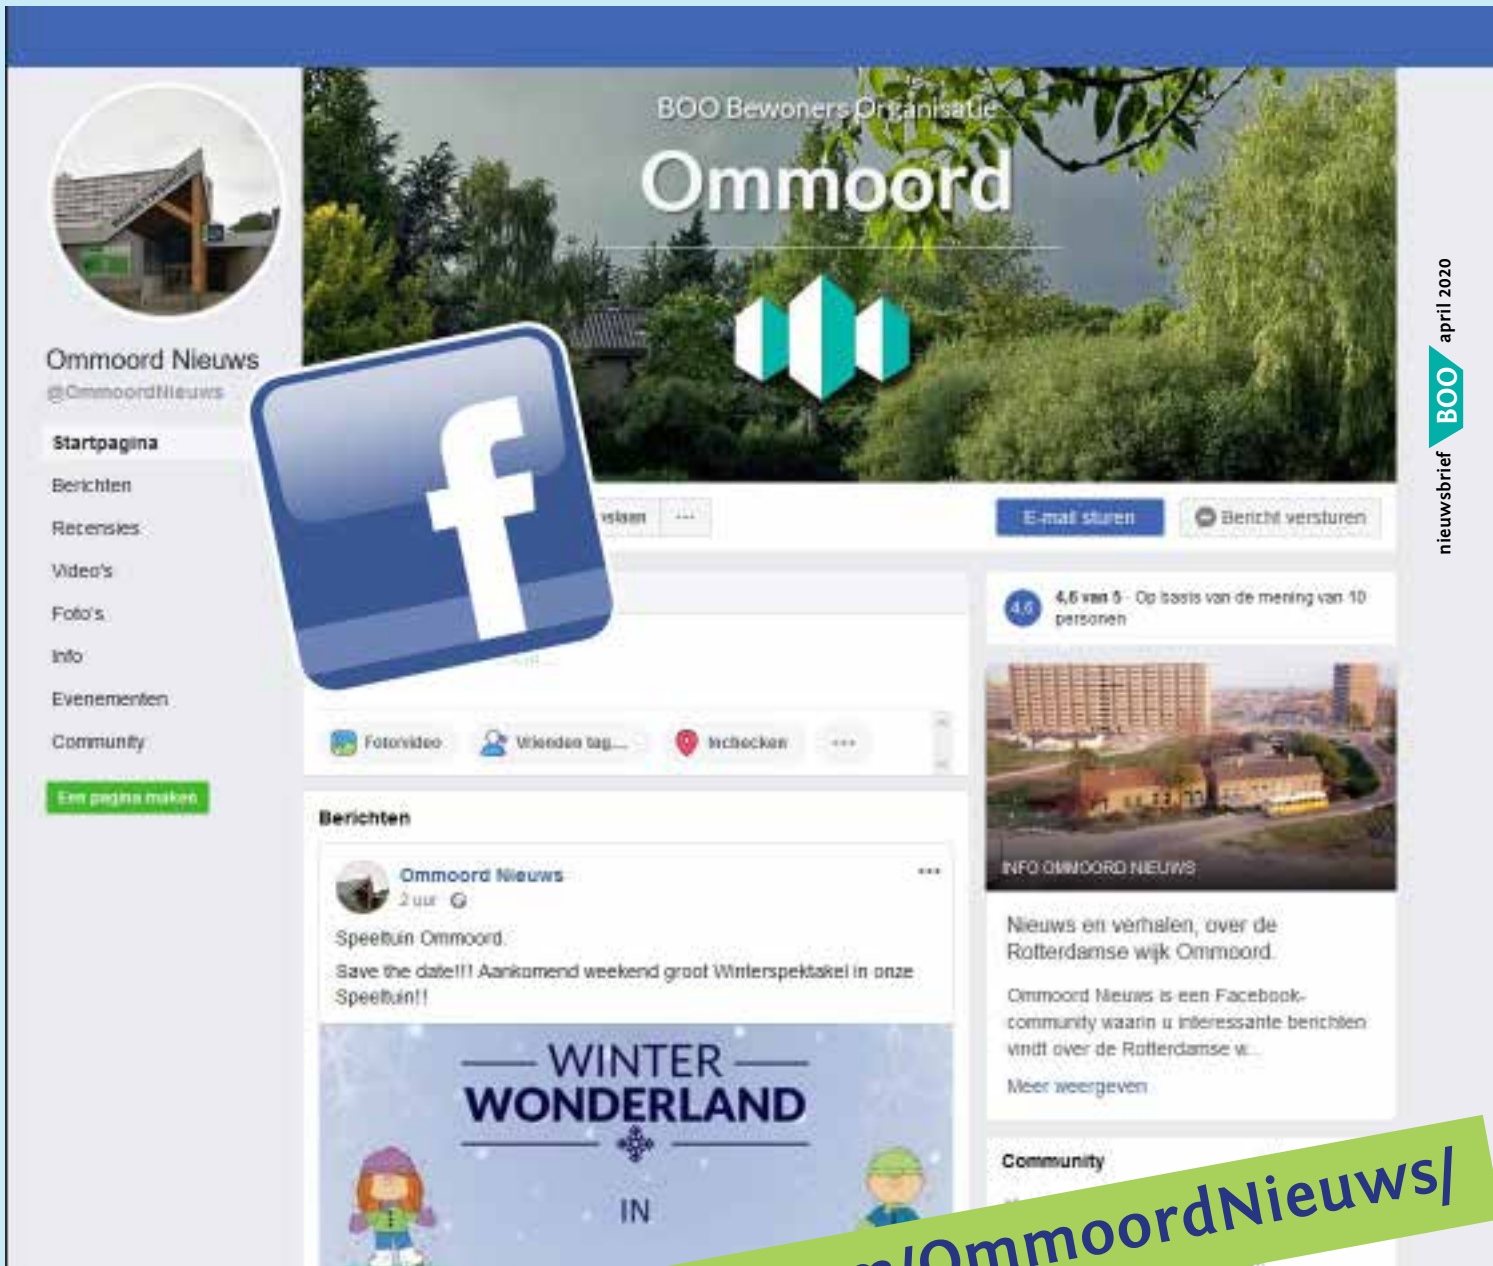 BOO Bewoners Organisatie
Ommoord
Ommoord Nieuws
@OmmoordNieuws
Startpagina
Berichten
Recensies
Video's
Foto's
Info
Evenementen
Community
Een pagina maken
f
E-mail sturen
Bericht versturen
Foto/video
Vrienden tag...
Inchecken
Berichten
Ommoord Nieuws
2 uur
Speeltuin Ommoord.
Save the date!!! Aankomend weekend groot Winterspektakel in onze
Speeltuin!!
WINTER
WONDERLAND
IN
4,6
4,6 van 5 · Op basis van de mening van 10
personen
INFO OMMOORD NIEUWS
Nieuws en verhalen, over de
Rotterdamse wijk Ommoord.
Ommoord Nieuws is een Facebook-
community waarin u interessante berichten
vindt over de Rotterdamse w...
Meer weergeven
Community
/OmmoordNieuws/
nieuwsbrief BOO april 2020